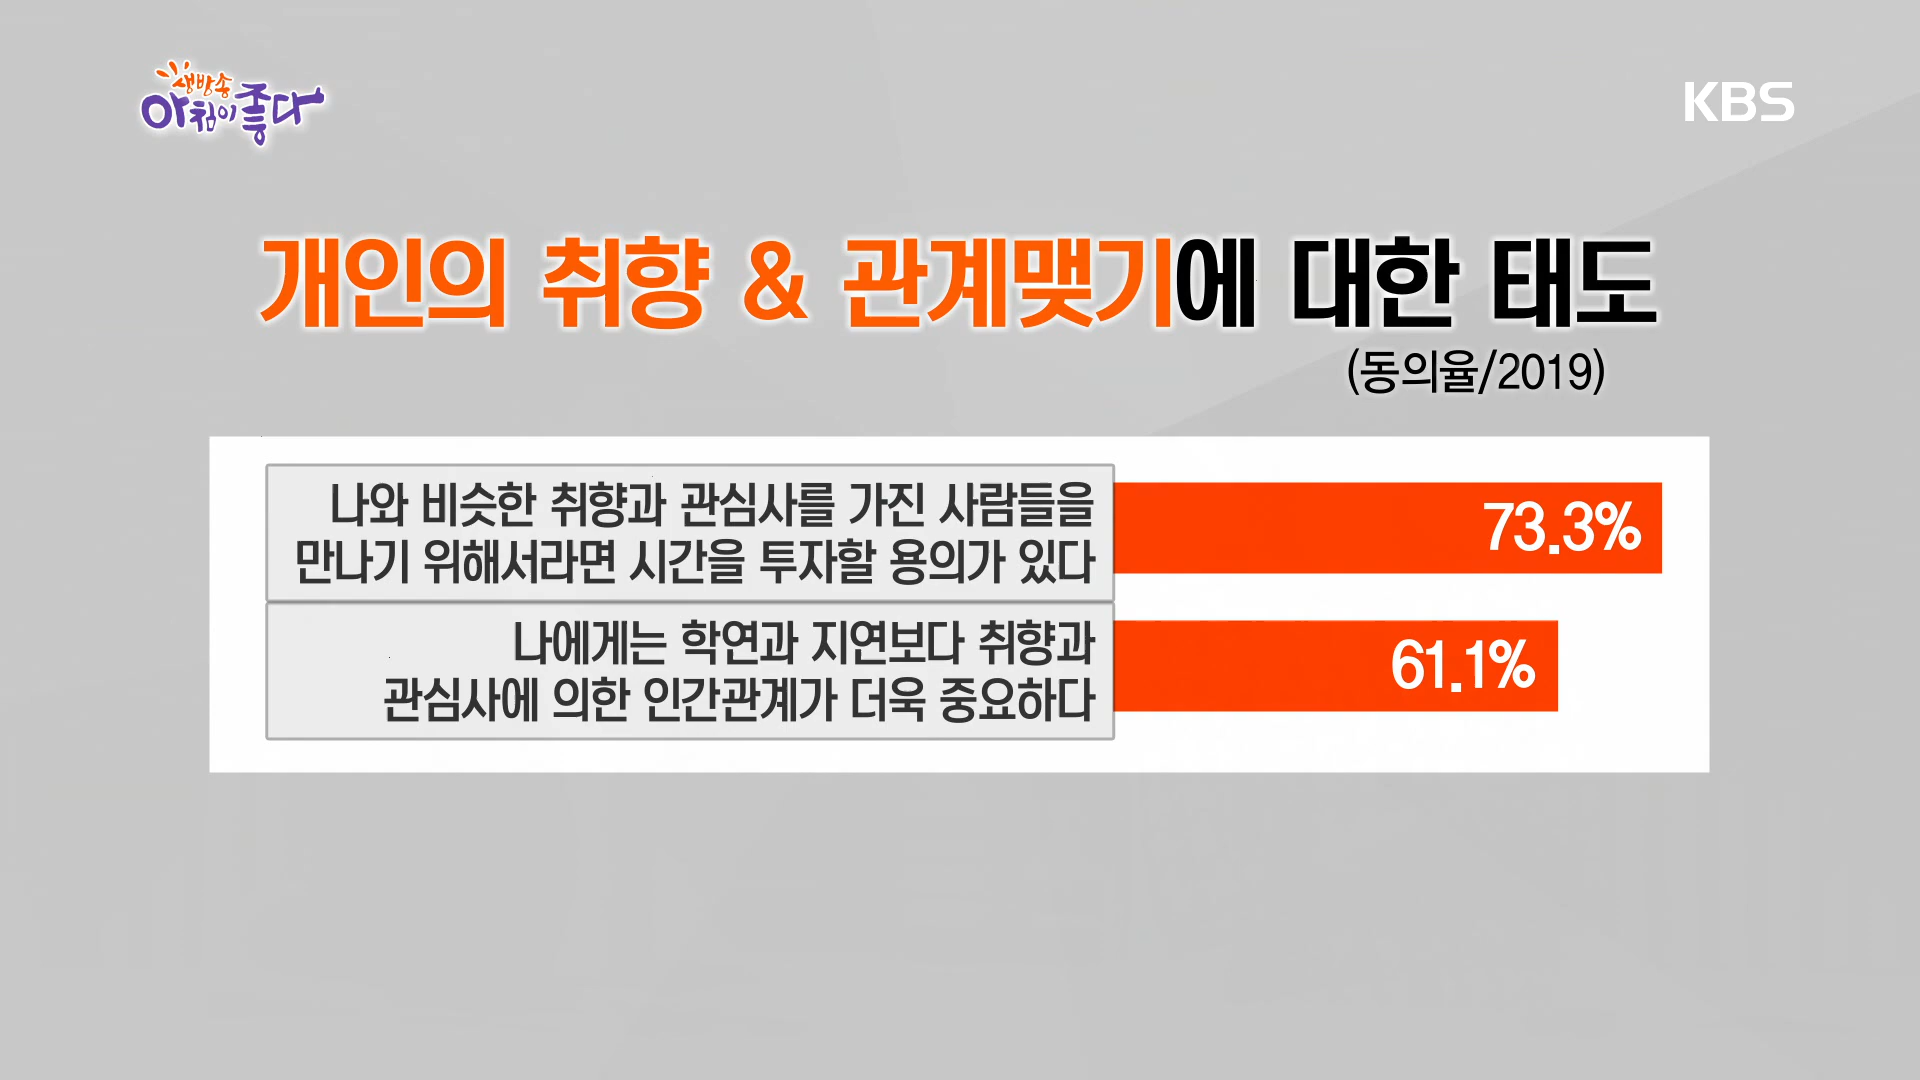 생방송
아침이 좋다
KBS
개인의 취향 & 관계맺기에 대한 태도
(동의율/2019)
나와 비슷한 취향과 관심사를 가진 사람들을
만나기 위해서라면 시간을 투자할 용의가 있다
73.3%
나에게는 학연과 지연보다 취향과
관심사에 의한 인간관계가 더욱 중요하다
61.1%